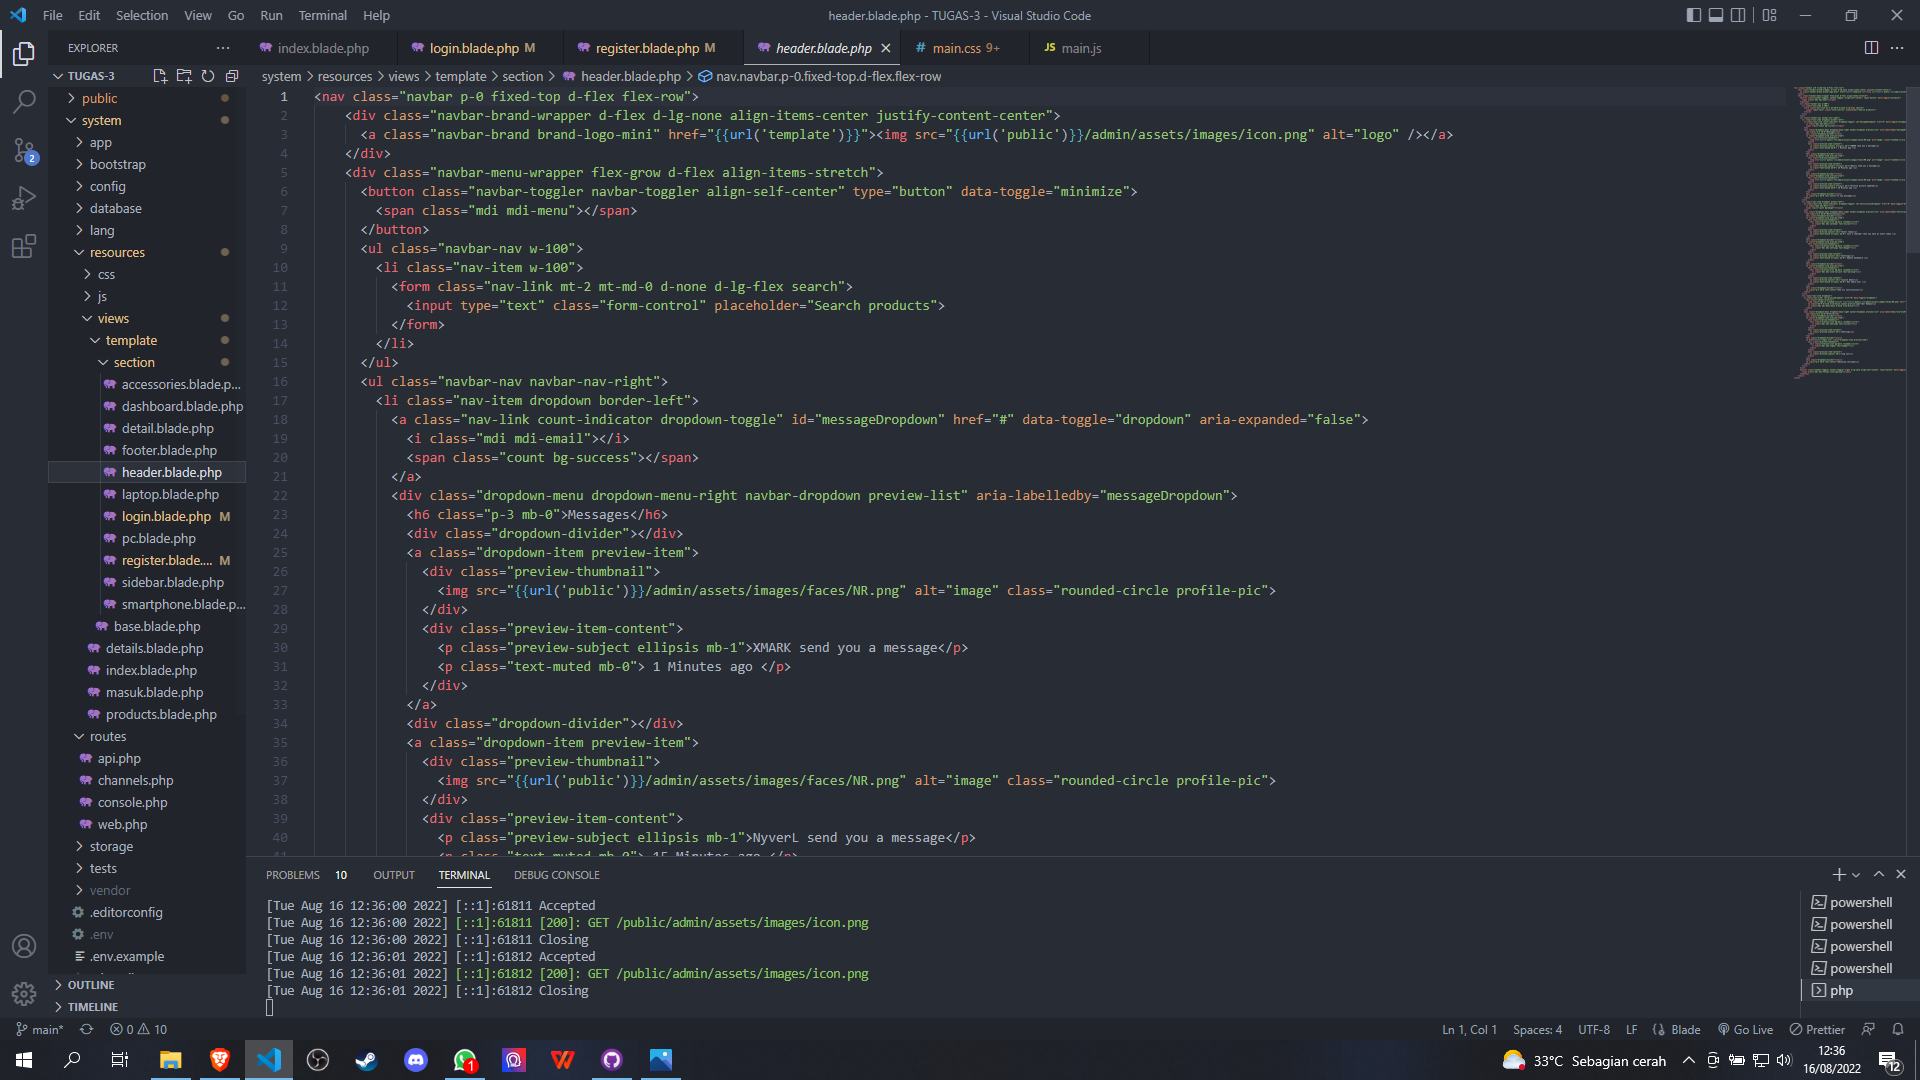 File Edit Selection View Go Run Terminal Help
header.blade.php - TUGAS-3 - Visual Studio Code
EXPLORER
index.blade.php
login.blade.php M
register.blade.php M
header.blade.php
# main.css 9+
JS main.js
TUGAS-3
system > resources > views > template > section > header.blade.php > nav.navbar.p-0.fixed-top.d-flex.flex-row
public
system
app
bootstrap
config
database
lang
resources
css
js
views
template
section
accessories.blade.p...
dashboard.blade.php
detail.blade.php
footer.blade.php
header.blade.php
laptop.blade.php
login.blade.php M
pc.blade.php
register.blade.... M
sidebar.blade.php
smartphone.blade.p...
base.blade.php
details.blade.php
index.blade.php
masuk.blade.php
products.blade.php
routes
api.php
channels.php
console.php
web.php
storage
tests
vendor
.editorconfig
.env
.env.example
OUTLINE
TIMELINE
1 <nav class="navbar p-0 fixed-top d-flex flex-row">
2 <div class="navbar-brand-wrapper d-flex d-lg-none align-items-center justify-content-center">
3 <a class="navbar-brand brand-logo-mini" href="{{url('template')}}"><img src="{{url('public')}}/admin/assets/images/icon.png" alt="logo" /></a>
4 </div>
5 <div class="navbar-menu-wrapper flex-grow d-flex align-items-stretch">
6 <button class="navbar-toggler navbar-toggler align-self-center" type="button" data-toggle="minimize">
7 <span class="mdi mdi-menu"></span>
8 </button>
9 <ul class="navbar-nav w-100">
10 <li class="nav-item w-100">
11 <form class="nav-link mt-2 mt-md-0 d-none d-lg-flex search">
12 <input type="text" class="form-control" placeholder="Search products">
13 </form>
14 </li>
15 </ul>
16 <ul class="navbar-nav navbar-nav-right">
17 <li class="nav-item dropdown border-left">
18 <a class="nav-link count-indicator dropdown-toggle" id="messageDropdown" href="#" data-toggle="dropdown" aria-expanded="false">
19 <i class="mdi mdi-email"></i>
20 <span class="count bg-success"></span>
21 </a>
22 <div class="dropdown-menu dropdown-menu-right navbar-dropdown preview-list" aria-labelledby="messageDropdown">
23 <h6 class="p-3 mb-0">Messages</h6>
24 <div class="dropdown-divider"></div>
25 <a class="dropdown-item preview-item">
26 <div class="preview-thumbnail">
27 <img src="{{url('public')}}/admin/assets/images/faces/NR.png" alt="image" class="rounded-circle profile-pic">
28 </div>
29 <div class="preview-item-content">
30 <p class="preview-subject ellipsis mb-1">XMARK send you a message</p>
31 <p class="text-muted mb-0"> 1 Minutes ago </p>
32 </div>
33 </a>
34 <div class="dropdown-divider"></div>
35 <a class="dropdown-item preview-item">
36 <div class="preview-thumbnail">
37 <img src="{{url('public')}}/admin/assets/images/faces/NR.png" alt="image" class="rounded-circle profile-pic">
38 </div>
39 <div class="preview-item-content">
40 <p class="preview-subject ellipsis mb-1">NyverL send you a message</p>
41 <p class="text-muted mb-0"> 15 Minutes ago </p>
PROBLEMS 10 OUTPUT TERMINAL DEBUG CONSOLE
[Tue Aug 16 12:36:00 2022] [::1]:61811 Accepted
[Tue Aug 16 12:36:00 2022] [::1]:61811 [200]: GET /public/admin/assets/images/icon.png
[Tue Aug 16 12:36:00 2022] [::1]:61811 Closing
[Tue Aug 16 12:36:01 2022] [::1]:61812 Accepted
[Tue Aug 16 12:36:01 2022] [::1]:61812 [200]: GET /public/admin/assets/images/icon.png
[Tue Aug 16 12:36:01 2022] [::1]:61812 Closing
powershell
powershell
powershell
powershell
php
2
main* 0 10
Ln 1, Col 1 Spaces: 4 UTF-8 LF Blade Go Live Prettier
1
33°C Sebagian cerah
12:36
16/08/2022
12